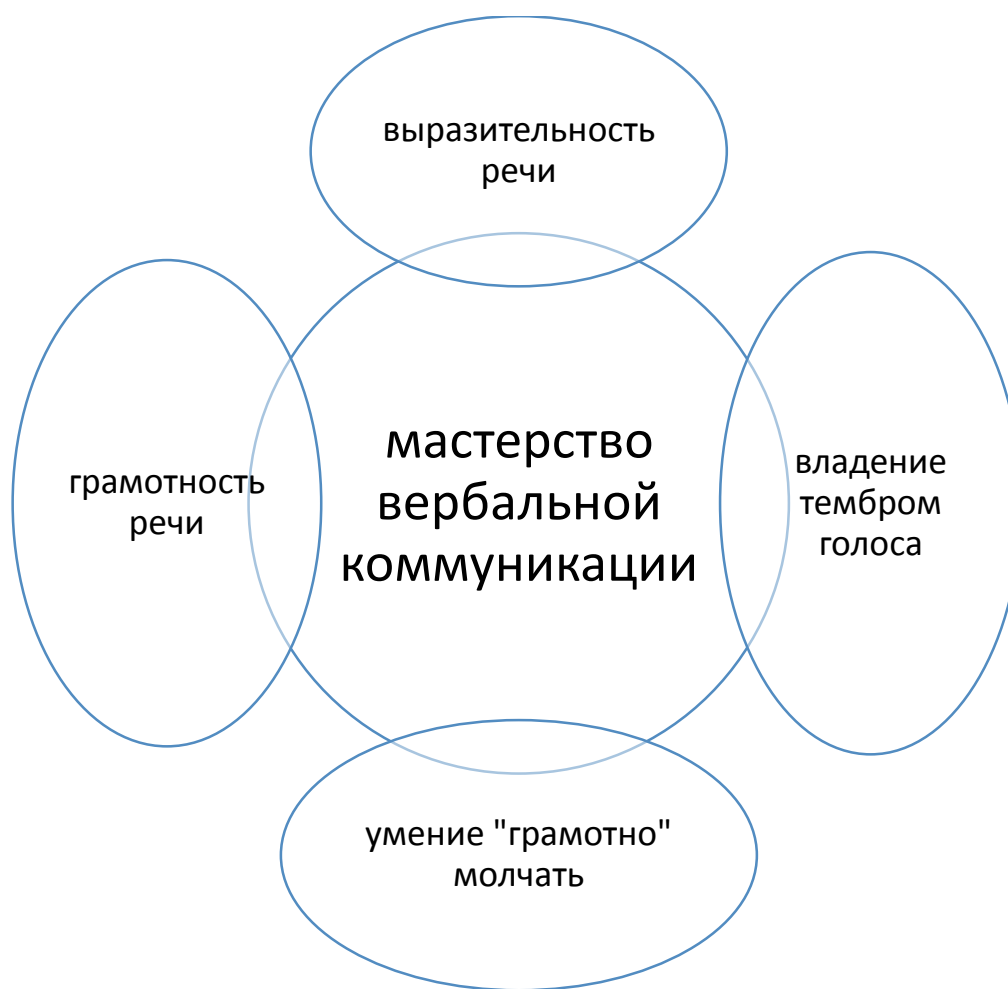 выразительность
речи
грамотность
речи
мастерство
вербальной
коммуникации
владение
тембром
голоса
умение "грамотно"
молчать